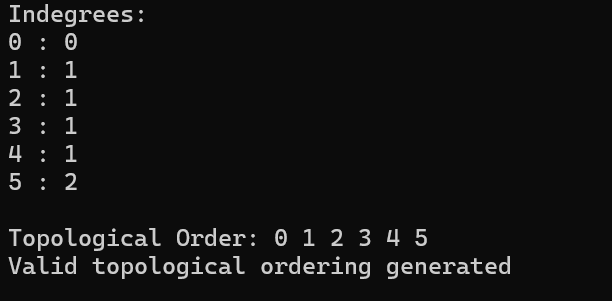 Indegrees:
0 : 0
1 : 1
2 : 1
3 : 1
4 : 1
5 : 2
Topological Order: 0 1 2 3 4 5
Valid topological ordering generated